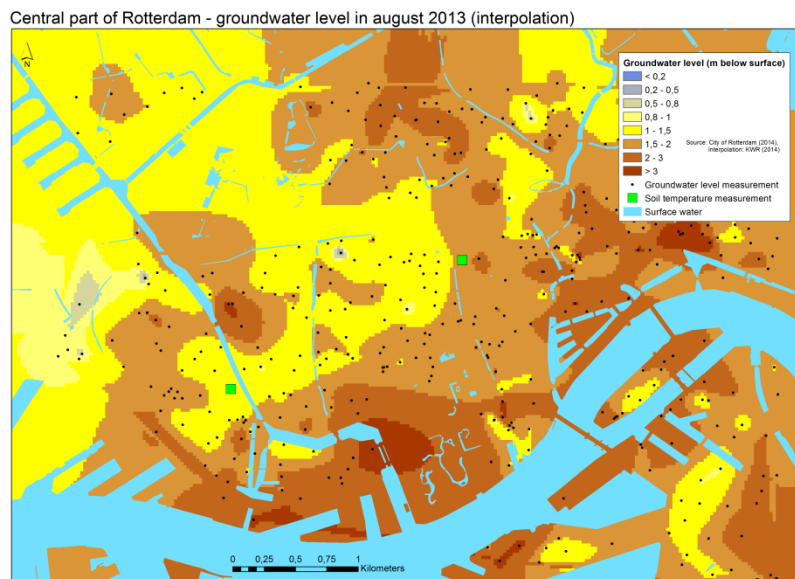 Central part of Rotterdam - groundwater level in august 2013 (interpolation)
N
Groundwater level (m below surface)
< 0,2
0,2 - 0,5
0,5 - 0,8
0,8 - 1
1 - 1,5
1,5 - 2
2 - 3
> 3
Source: City of Rotterdam (2014),
Interpolation: KWR (2014)
Groundwater level measurement
Soil temperature measurement
Surface water
0 0,25 0,5 0,75 1
Kilometers